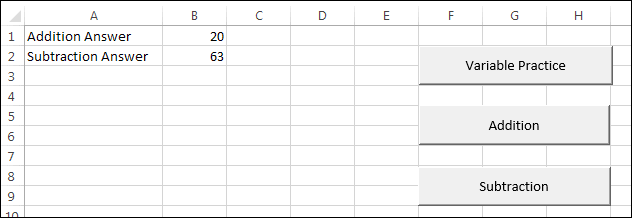 A B C D E F G H
1 Addition Answer 20
2 Subtraction Answer 63
Variable Practice
3
4
5
Addition
6
7
8
Subtraction
9
10